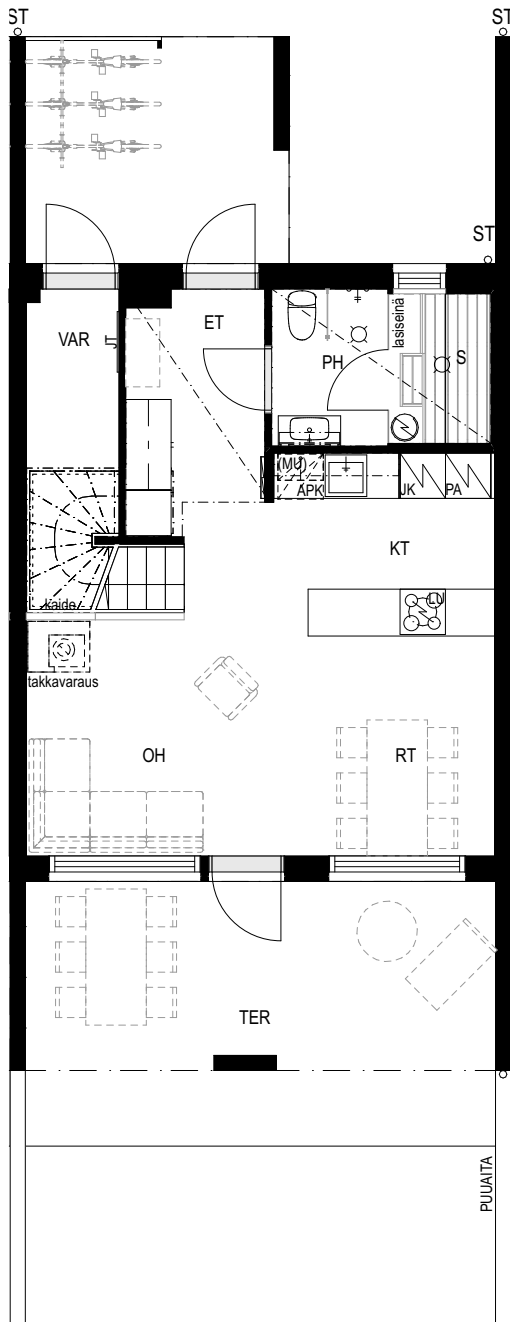 ST
ST
ST
ET
VAR
JT
PH
lasiseinä
S
(MU)
APK
JK
PA
KT
LU
kaide
takkavaraus
OH
RT
TER
PUUAITA